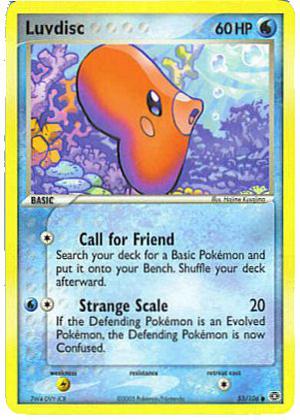 Luvdisc
60 HP
Illus. Hajime Kusajima
BASIC
Call for Friend
Search your deck for a Basic Pokémon and
put it onto your Bench. Shuffle your deck
afterward.
Strange Scale 20
If the Defending Pokémon is an Evolved
Pokémon, the Defending Pokémon is now
Confused.
weakness resistance retreat cost
©2005 Pokémon/Nintendo